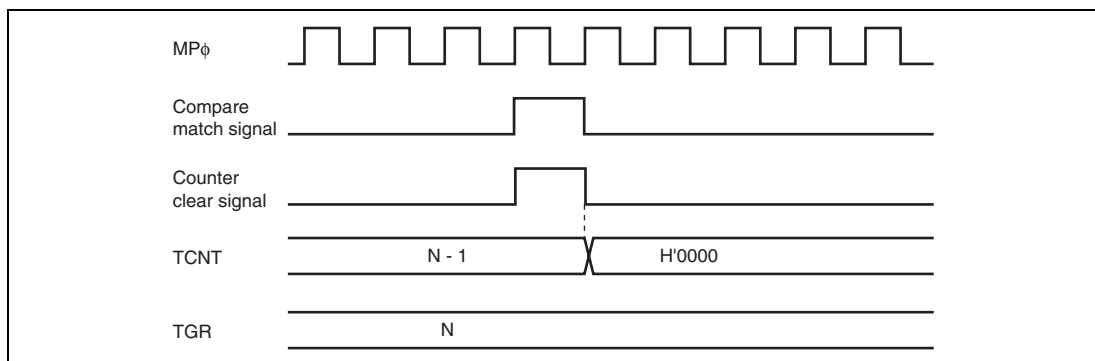 MPϕ
Compare
match signal
Counter
clear signal
TCNT
N - 1
H'0000
TGR
N